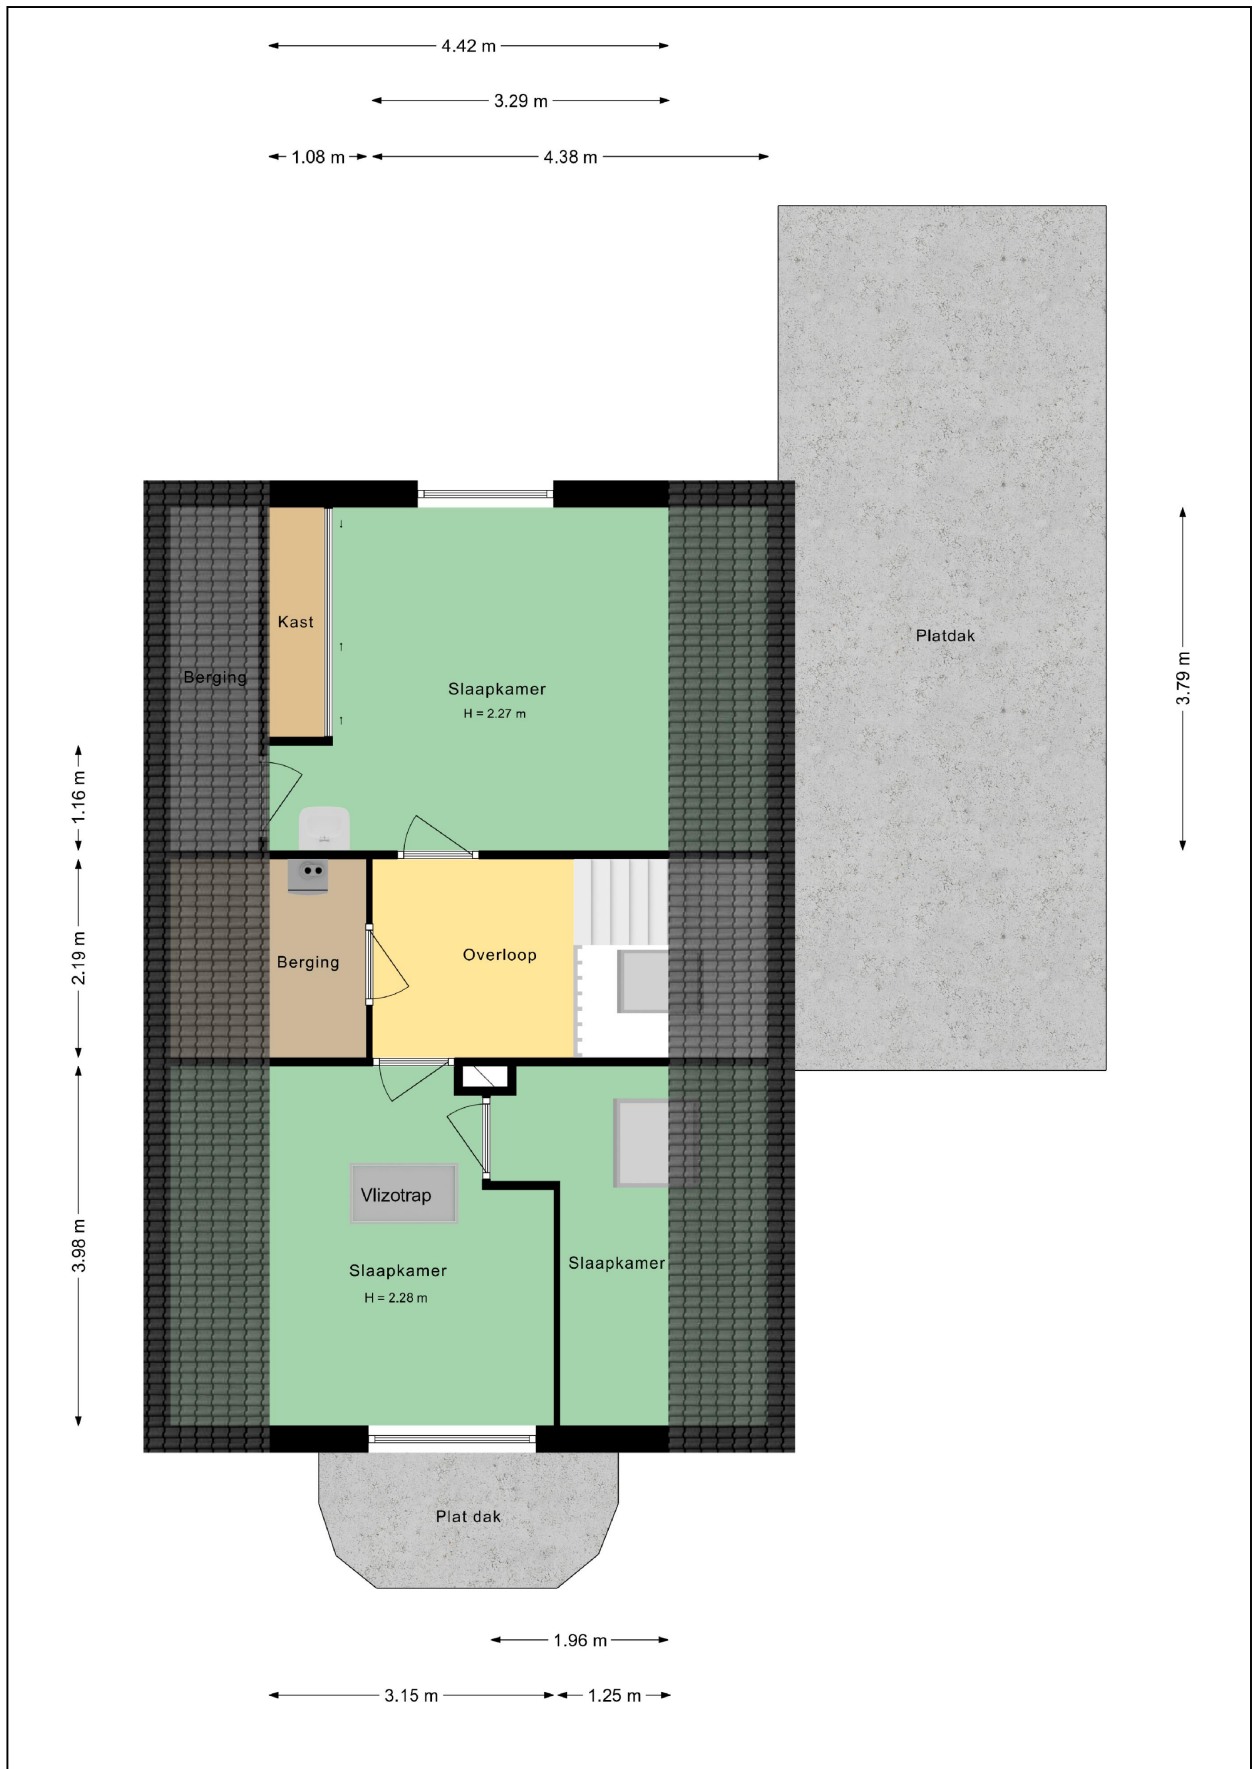 4.42 m
3.29 m
1.08 m
4.38 m
Kast
Platdak
Berging
Slaapkamer
H = 2.27 m
3.79 m
1.16 m
2.19 m
Berging
Overloop
Vlizotrap
3.98 m
Slaapkamer
Slaapkamer
H = 2.28 m
Plat dak
1.96 m
3.15 m
1.25 m